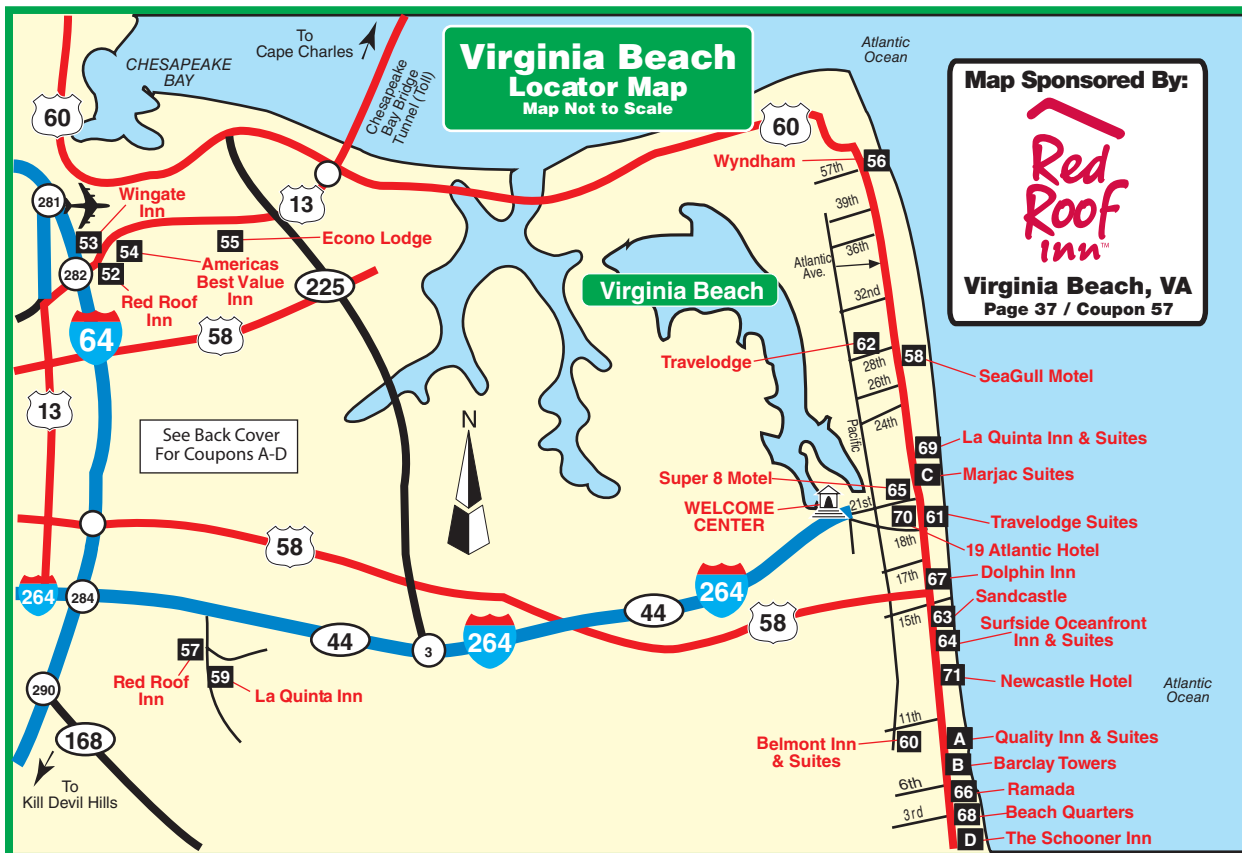 To
Cape Charles
CHESAPEAKE
BAY
60
Chesapeake
Bay Bridge
Tunnel (Toll)
Virginia Beach
Locator Map
Map Not to Scale
Atlantic
Ocean
Map Sponsored By:
Red
Roof
Inn™
Virginia Beach, VA
Page 37 / Coupon 57
60
Wyndham
56
57th
39th
36th
Atlantic
Ave.
32nd
281
Wingate
Inn
13
53
54
55
Econo Lodge
282
52
Americas
Best Value
Inn
Red Roof
Inn
225
Virginia Beach
64
58
62
Travelodge
28th
58
SeaGull Motel
26th
13
See Back Cover
For Coupons A-D
N
24th
Pacific
69
La Quinta Inn & Suites
C
Marjac Suites
Super 8 Motel
65
WELCOME
CENTER
21st
70
61
Travelodge Suites
58
18th
19 Atlantic Hotel
17th
67
Dolphin Inn
264
284
264
44
58
15th
63
Sandcastle
64
Surfside Oceanfront
Inn & Suites
44
3
264
57
Red Roof
Inn
59
La Quinta Inn
71
Newcastle Hotel
Atlantic
Ocean
290
168
To
Kill Devil Hills
11th
Belmont Inn
& Suites
60
A
Quality Inn & Suites
B
Barclay Towers
6th
66
Ramada
3rd
68
Beach Quarters
D
The Schooner Inn